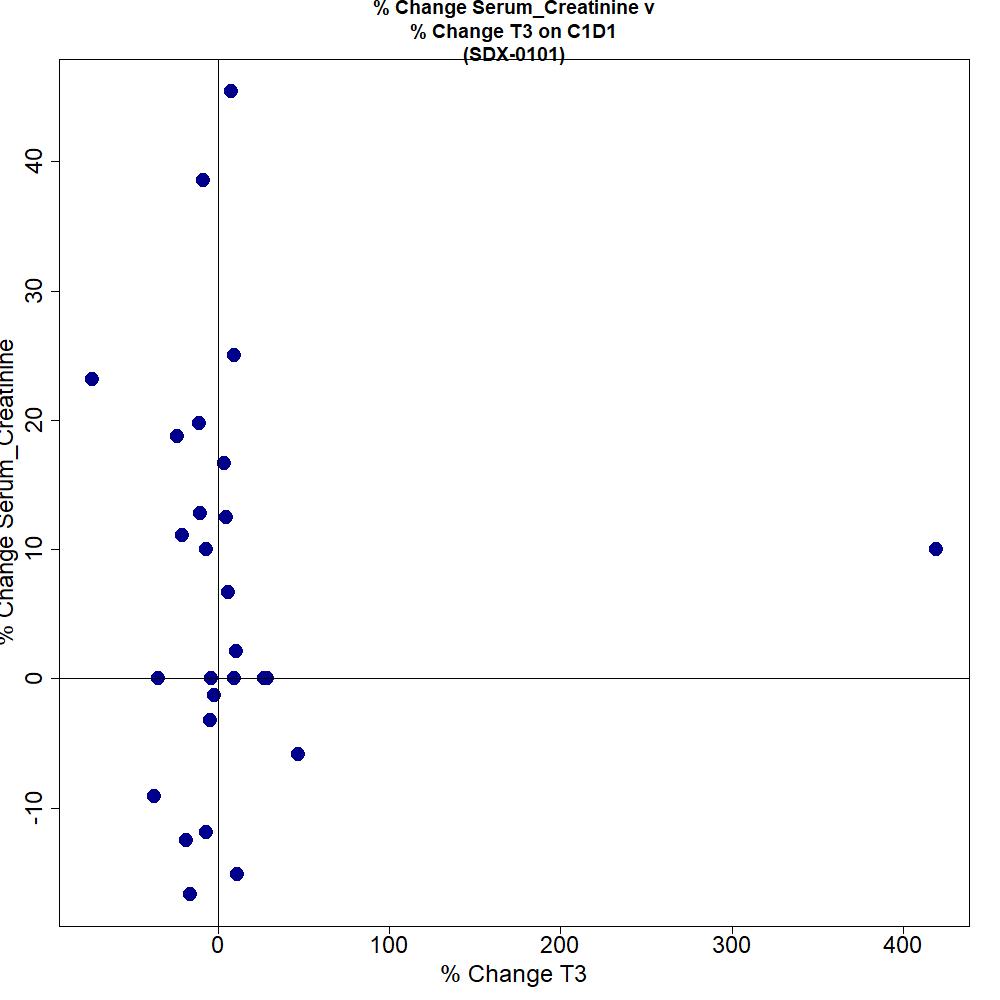 % Change Serum_Creatinine v
% Change T3 on C1D1
(SDX-0101)
% Change Serum_Creatinine
40
30
20
10
0
-10
0
100
200
300
400
% Change T3